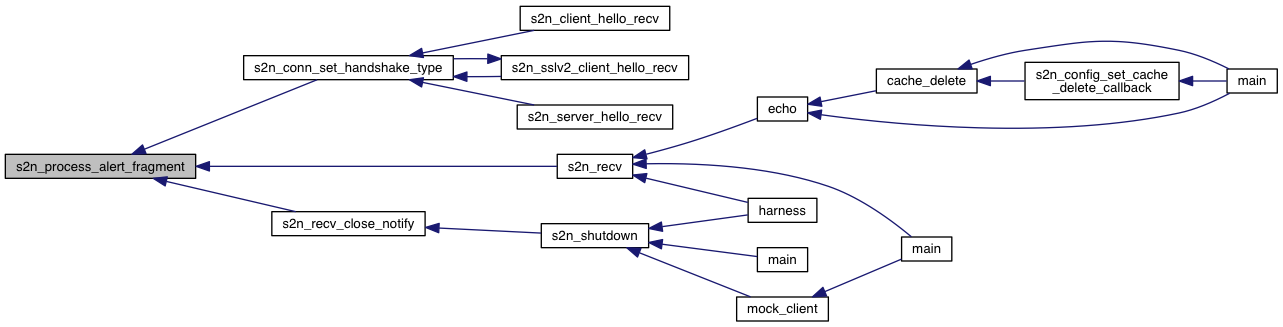 s2n_client_hello_recv
s2n_conn_set_handshake_type
s2n_sslv2_client_hello_recv
s2n_server_hello_recv
cache_delete
s2n_config_set_cache
_delete_callback
main
echo
s2n_process_alert_fragment
s2n_recv
harness
s2n_recv_close_notify
s2n_shutdown
main
main
mock_client